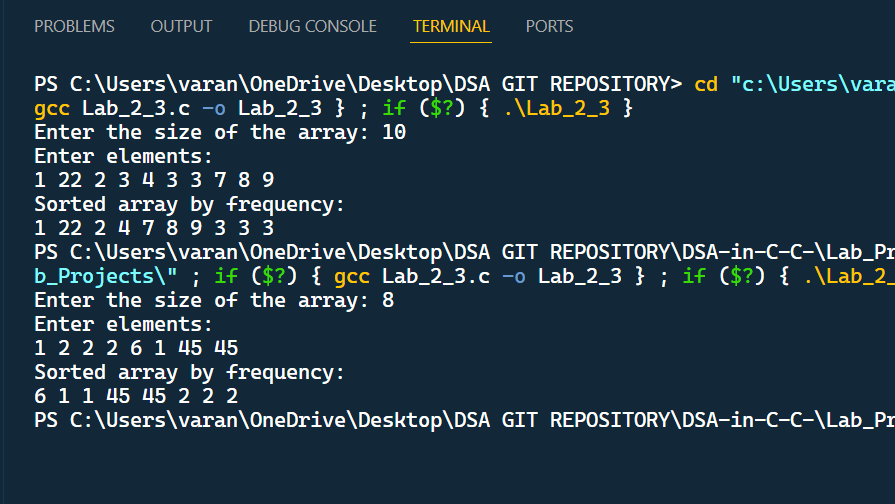 PROBLEMS OUTPUT DEBUG CONSOLE TERMINAL PORTS
PS C:\Users\varan\OneDrive\Desktop\DSA GIT REPOSITORY> cd "c:\Users\vara
gcc Lab_2_3.c -o Lab_2_3 } ; if ($?) { .\Lab_2_3 }
Enter the size of the array: 10
Enter elements:
1 22 2 3 4 3 3 7 8 9
Sorted array by frequency:
1 22 2 4 7 8 9 3 3 3
PS C:\Users\varan\OneDrive\Desktop\DSA GIT REPOSITORY\DSA-in-C-C-\Lab_Pr
b_Projects\" ; if ($?) { gcc Lab_2_3.c -o Lab_2_3 } ; if ($?) { .\Lab_2_
Enter the size of the array: 8
Enter elements:
1 2 2 2 6 1 45 45
Sorted array by frequency:
6 1 1 45 45 2 2 2
PS C:\Users\varan\OneDrive\Desktop\DSA GIT REPOSITORY\DSA-in-C-C-\Lab_Pr